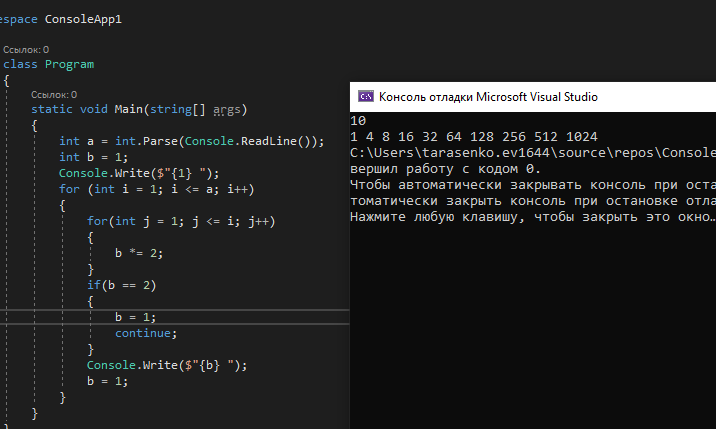 espace ConsoleApp1
Ссылок: 0
class Program
{
Ссылок: 0
static void Main(string[] args)
{
int a = int.Parse(Console.ReadLine());
int b = 1;
Console.Write($"{1} ");
for (int i = 1; i <= a; i++)
{
for(int j = 1; j <= i; j++)
{
b *= 2;
}
if(b == 2)
{
b = 1;
continue;
}
Console.Write($"{b} ");
b = 1;
}
}
Консоль отладки Microsoft Visual Studio
10
1 4 8 16 32 64 128 256 512 1024
C:\Users\tarasenko.ev1644\source\repos\Console
вершил работу с кодом 0.
Чтобы автоматически закрывать консоль при оста
томатически закрыть консоль при остановке отла
Нажмите любую клавишу, чтобы закрыть это окно…